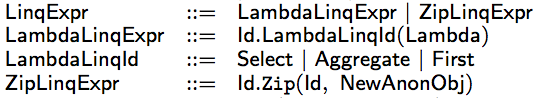 LinqExpr ::= LambdaLinqExpr | ZipLinqExpr
LambdaLinqExpr ::= Id.LambdaLinqId(Lambda)
LambdaLinqId ::= Select | Aggregate | First
ZipLinqExpr ::= Id.Zip(Id, NewAnonObj)